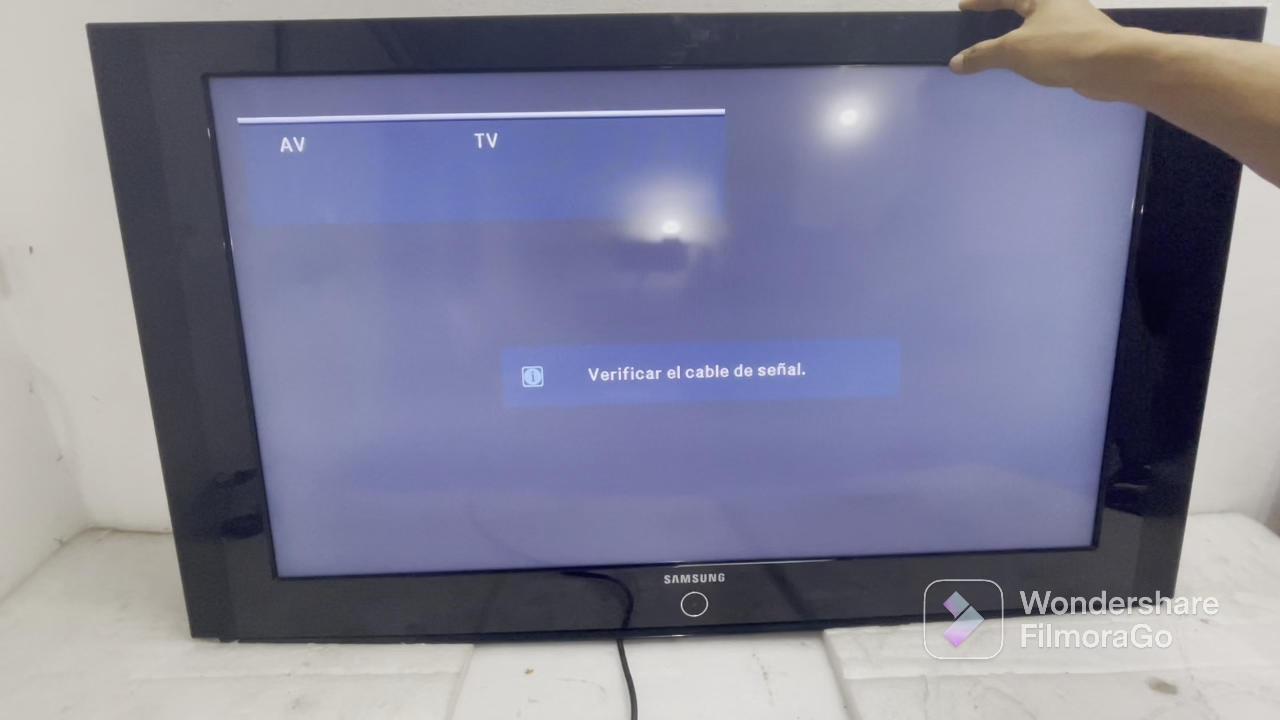 AV TV
Verificar el cable de señal.
SAMSUNG
Wondershare
FilmoraGo